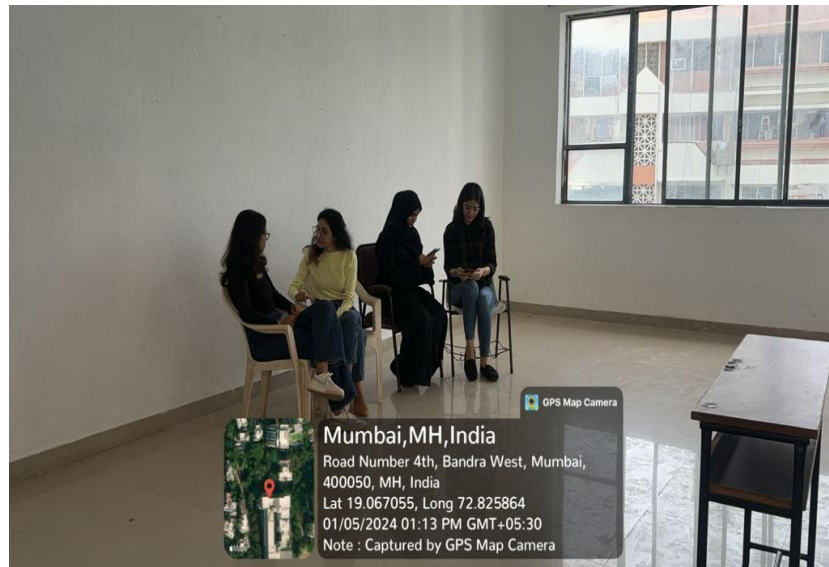 GPS Map Camera
Mumbai,MH,India
Road Number 4th, Bandra West, Mumbai,
400050, MH, India
Lat 19.067055, Long 72.825864
01/05/2024 01:13 PM GMT+05:30
Note : Captured by GPS Map Camera